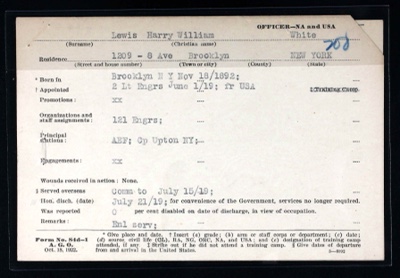 OFFICER—NA and USA
Lewis Harry William White
(Surname) (Christian name)
Residence: 1209 - 8 Ave Brooklyn NEW YORK
(Street and house number) (Town or city) (County) (State)
* Born in Brooklyn N Y Nov 18/1892;
† Appointed 2 Lt Engrs June 1/19; fr USA
Promotions: xx
Organizations and staff assignments: 121 Engrs;
Principal stations: AEF; Cp Upton NY;
Engagements: xx
Wounds received in action: None.
§ Served overseas Comm to July 15/19;
Hon. disch. (date) July 21/19; for convenience of the Government, services no longer required.
Was reported 0 per cent disabled on date of discharge, in view of occupation.
Remarks: Enl serv;
Form No. 84d-1
A. G. O.
* Give place and date. † Insert (a) grade; (b) arm or staff corps or department; (c) date;
(d) source, civil life (CL), RA, NG, ORC, NA, and USA; and (e) designation of training camp
attended, if any ‡ Strike out if he did not attend a training camp. § Give dates of departure
from and arrival in the United States.